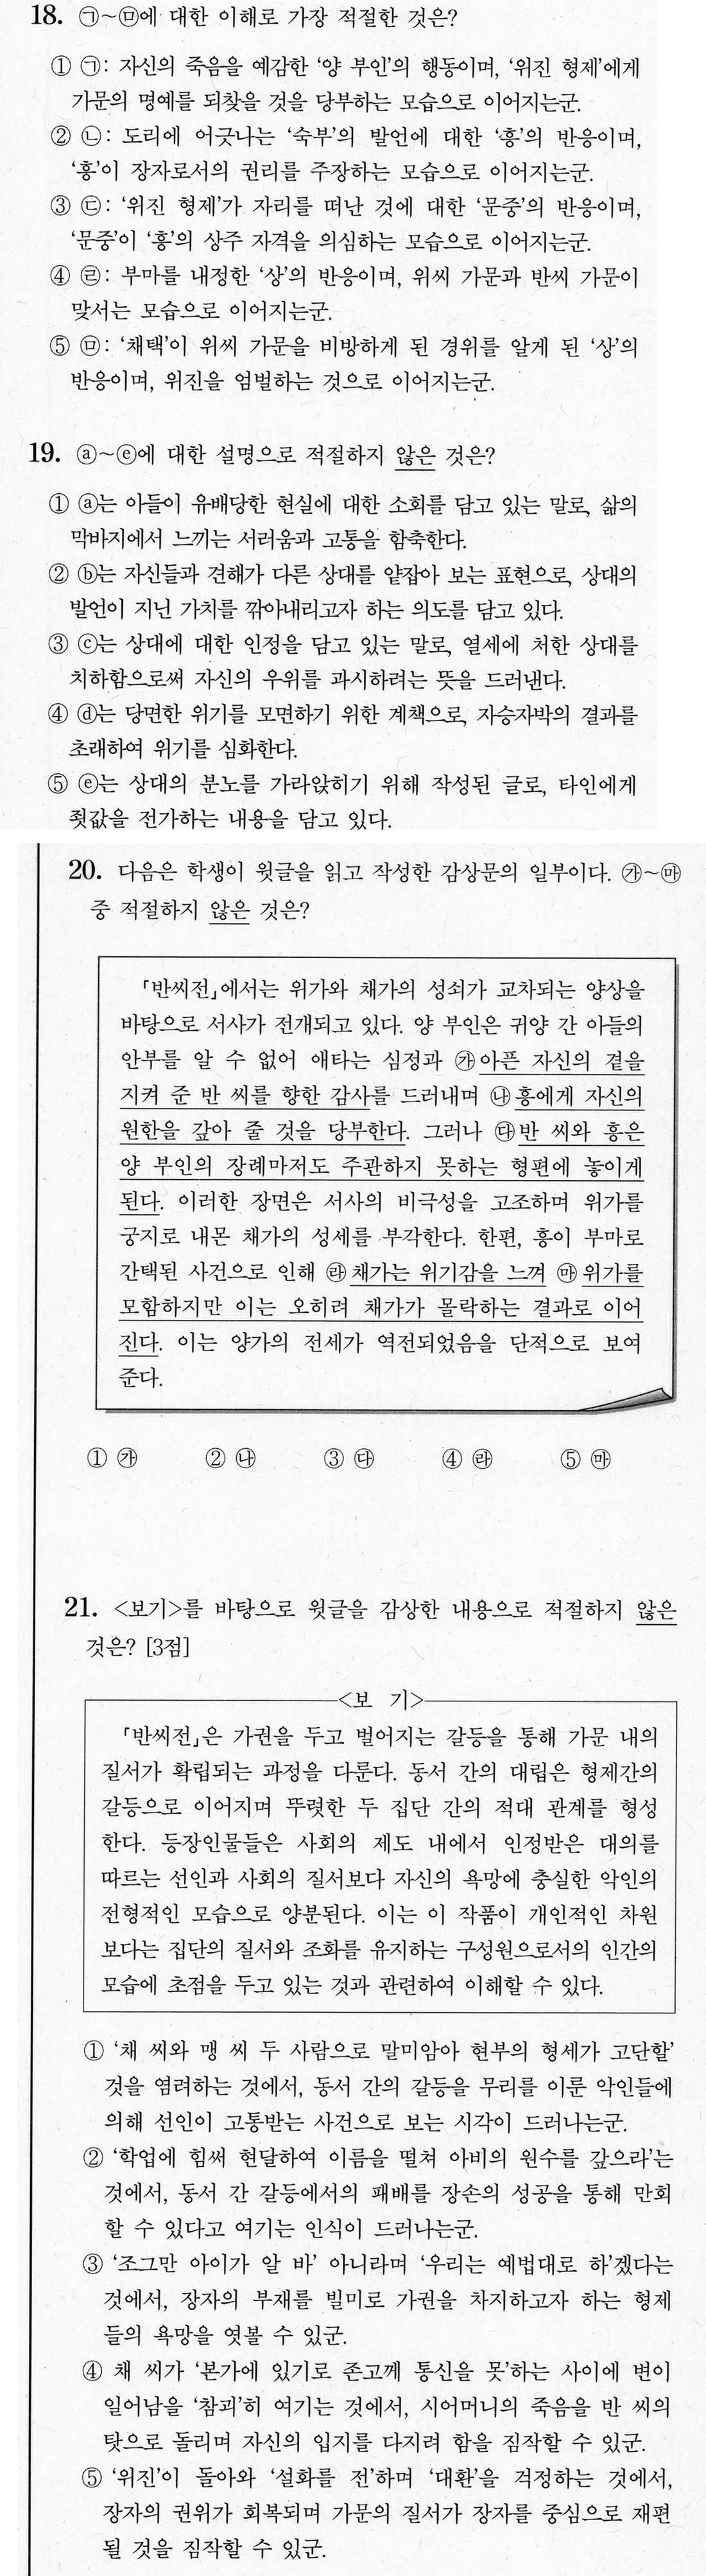 18. ㉠~㉤에 대한 이해로 가장 적절한 것은?
① ㉠: 자신의 죽음을 예감한 ‘양 부인’의 행동이며, ‘위진 형제’에게
가문의 명예를 되찾을 것을 당부하는 모습으로 이어지는군.
② ㉡: 도리에 어긋나는 ‘숙부’의 발언에 대한 ‘흥’의 반응이며,
‘흥’이 장자로서의 권리를 주장하는 모습으로 이어지는군.
③ ㉢: ‘위진 형제’가 자리를 떠난 것에 대한 ‘문중’의 반응이며,
‘문중’이 ‘흥’의 상주 자격을 의심하는 모습으로 이어지는군.
④ ㉣: 부마를 내정한 ‘상’의 반응이며, 위씨 가문과 반씨 가문이
맞서는 모습으로 이어지는군.
⑤ ㉤: ‘채택’이 위씨 가문을 비방하게 된 경위를 알게 된 ‘상’의
반응이며, 위진을 엄벌하는 것으로 이어지는군.
19. ⓐ~ⓔ에 대한 설명으로 적절하지 않은 것은?
① ⓐ는 아들이 유배당한 현실에 대한 소회를 담고 있는 말로, 삶의
막바지에서 느끼는 서러움과 고통을 함축한다.
② ⓑ는 자신들과 견해가 다른 상대를 얕잡아 보는 표현으로, 상대의
발언이 지닌 가치를 깎아내리고자 하는 의도를 담고 있다.
③ ⓒ는 상대에 대한 인정을 담고 있는 말로, 열세에 처한 상대를
치하함으로써 자신의 우위를 과시하려는 뜻을 드러낸다.
④ ⓓ는 당면한 위기를 모면하기 위한 계책으로, 자승자박의 결과를
초래하여 위기를 심화한다.
⑤ ⓔ는 상대의 분노를 가라앉히기 위해 작성된 글로, 타인에게
죗값을 전가하는 내용을 담고 있다.
20. 다음은 학생이 윗글을 읽고 작성한 감상문의 일부이다. ㉮~㉲
중 적절하지 않은 것은?
「반씨전」에서는 위가와 채가의 성쇠가 교차되는 양상을
바탕으로 서사가 전개되고 있다. 양 부인은 귀양 간 아들의
안부를 알 수 없어 애타는 심정과 ㉮아픈 자신의 곁을
지켜 준 반 씨를 향한 감사를 드러내며 ㉯흥에게 자신의
원한을 갚아 줄 것을 당부한다. 그러나 ㉰반 씨와 흥은
양 부인의 장례마저도 주관하지 못하는 형편에 놓이게
된다. 이러한 장면은 서사의 비극성을 고조하며 위가를
궁지로 내몬 채가의 성세를 부각한다. 한편, 흥이 부마로
간택된 사건으로 인해 ㉱채가는 위기감을 느껴 ㉲위가를
모함하지만 이는 오히려 채가가 몰락하는 결과로 이어
진다. 이는 양가의 전세가 역전되었음을 단적으로 보여
준다.
① ㉮ ② ㉯ ③ ㉰ ④ ㉱ ⑤ ㉲
21. <보기>를 바탕으로 윗글을 감상한 내용으로 적절하지 않은
것은? [3점]
<보 기>
「반씨전」은 가권을 두고 벌어지는 갈등을 통해 가문 내의
질서가 확립되는 과정을 다룬다. 동서 간의 대립은 형제간의
갈등으로 이어지며 뚜렷한 두 집단 간의 적대 관계를 형성
한다. 등장인물들은 사회의 제도 내에서 인정받은 대의를
따르는 선인과 사회의 질서보다 자신의 욕망에 충실한 악인의
전형적인 모습으로 양분된다. 이는 이 작품이 개인적인 차원
보다는 집단의 질서와 조화를 유지하는 구성원으로서의 인간의
모습에 초점을 두고 있는 것과 관련하여 이해할 수 있다.
① ‘채 씨와 맹 씨 두 사람으로 말미암아 현부의 형세가 고단할’
것을 염려하는 것에서, 동서 간의 갈등을 무리를 이룬 악인들에
의해 선인이 고통받는 사건으로 보는 시각이 드러나는군.
② ‘학업에 힘써 현달하여 이름을 떨쳐 아비의 원수를 갚으라’는
것에서, 동서 간 갈등에서의 패배를 장손의 성공을 통해 만회
할 수 있다고 여기는 인식이 드러나는군.
③ ‘조그만 아이가 알 바’ 아니라며 ‘우리는 예법대로 하’겠다는
것에서, 장자의 부재를 빌미로 가권을 차지하고자 하는 형제
들의 욕망을 엿볼 수 있군.
④ 채 씨가 ‘본가에 있기로 존고께 통신을 못’하는 사이에 변이
일어남을 ‘참괴’히 여기는 것에서, 시어머니의 죽음을 반 씨의
탓으로 돌리며 자신의 입지를 다지려 함을 짐작할 수 있군.
⑤ ‘위진’이 돌아와 ‘설화를 전’하며 ‘대환’을 걱정하는 것에서,
장자의 권위가 회복되며 가문의 질서가 장자를 중심으로 재편
될 것을 짐작할 수 있군.